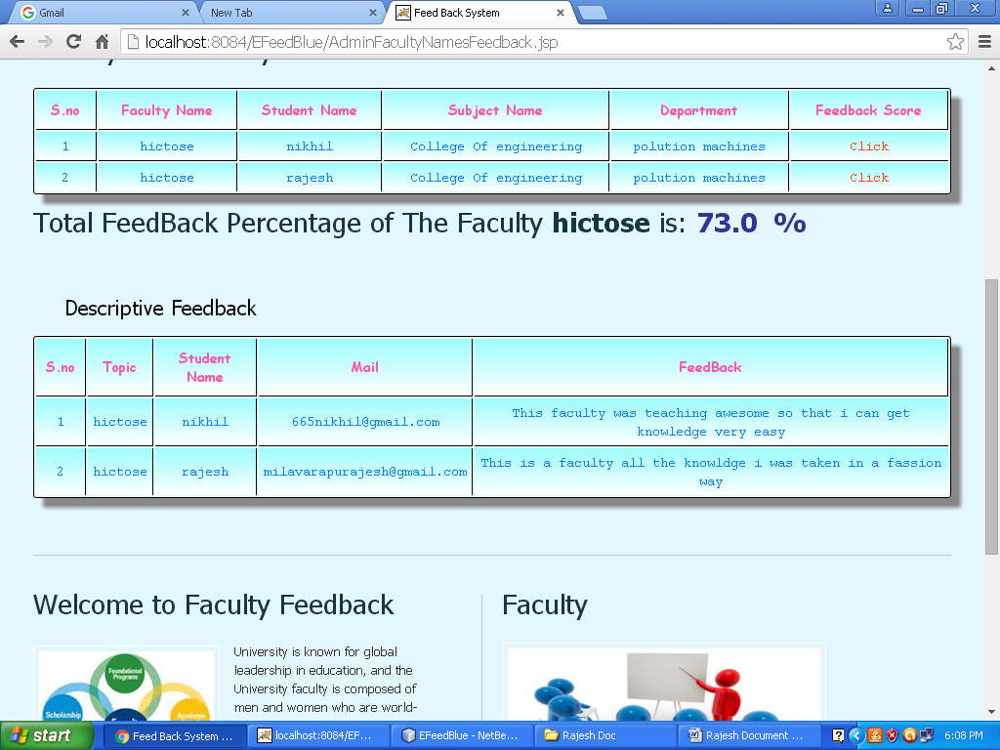 Gmail
New Tab
Feed Back System
localhost:8084/EFeedBlue/AdminFacultyNamesFeedback.jsp
S.no Faculty Name Student Name Subject Name Department Feedback Score
1 hictose nikhil College Of engineering polution machines Click
2 hictose rajesh College Of engineering polution machines Click
Total FeedBack Percentage of The Faculty hictose is: 73.0 %
Descriptive Feedback
S.no Topic Student Name Mail FeedBack
1 hictose nikhil 665nikhil@gmail.com This faculty was teaching awesome so that i can get
knowledge very easy
2 hictose rajesh milavarapurajesh@gmail.com This is a faculty all the knowldge i was taken in a fassion
way
Welcome to Faculty Feedback
Foundational
Programs
Scholarship
Academic
University is known for global
leadership in education, and the
University faculty is composed of
men and women who are world-
Faculty
start
Feed Back System ...
localhost:8084/EF...
EFeedBlue - NetBe...
Rajesh Doc
Rajesh Document ...
6:08 PM